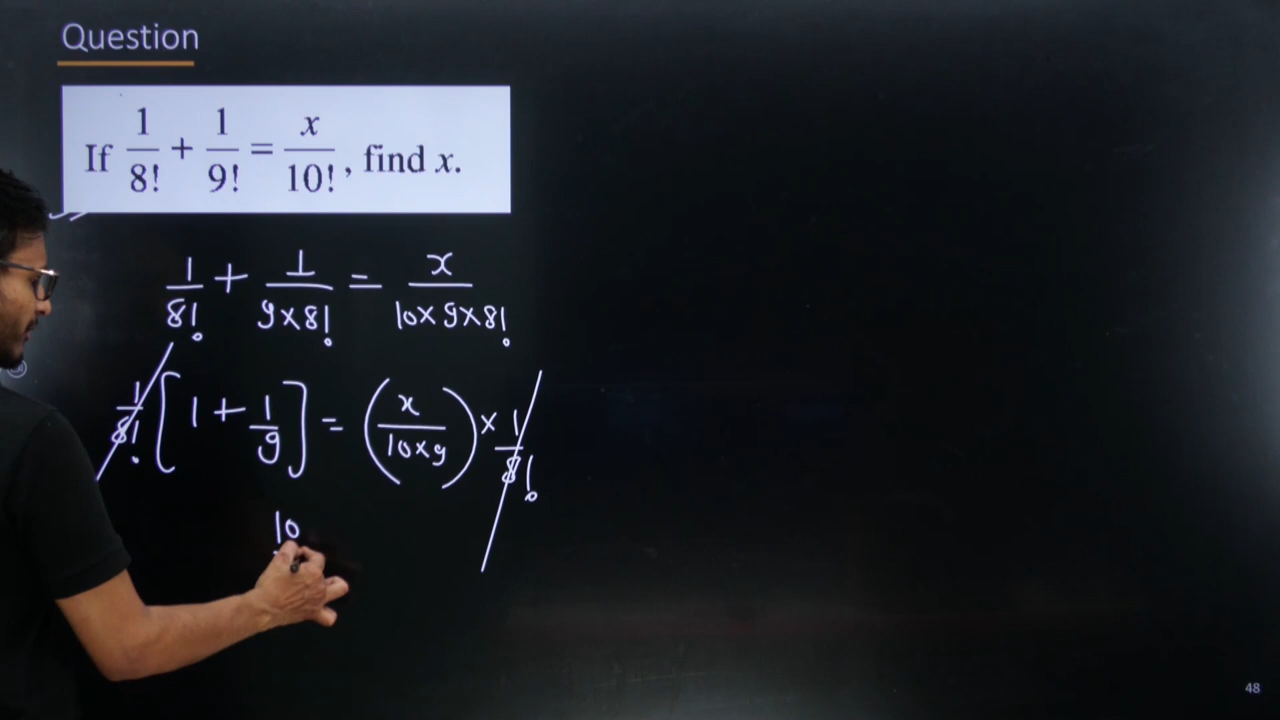 Question
If 1/8! + 1/9! = x/10!, find x.
1/8! + 1/9×8! = x/10×9×8!
1/8! [1 + 1/9] = (x/10×9) × 1/8!
10
48